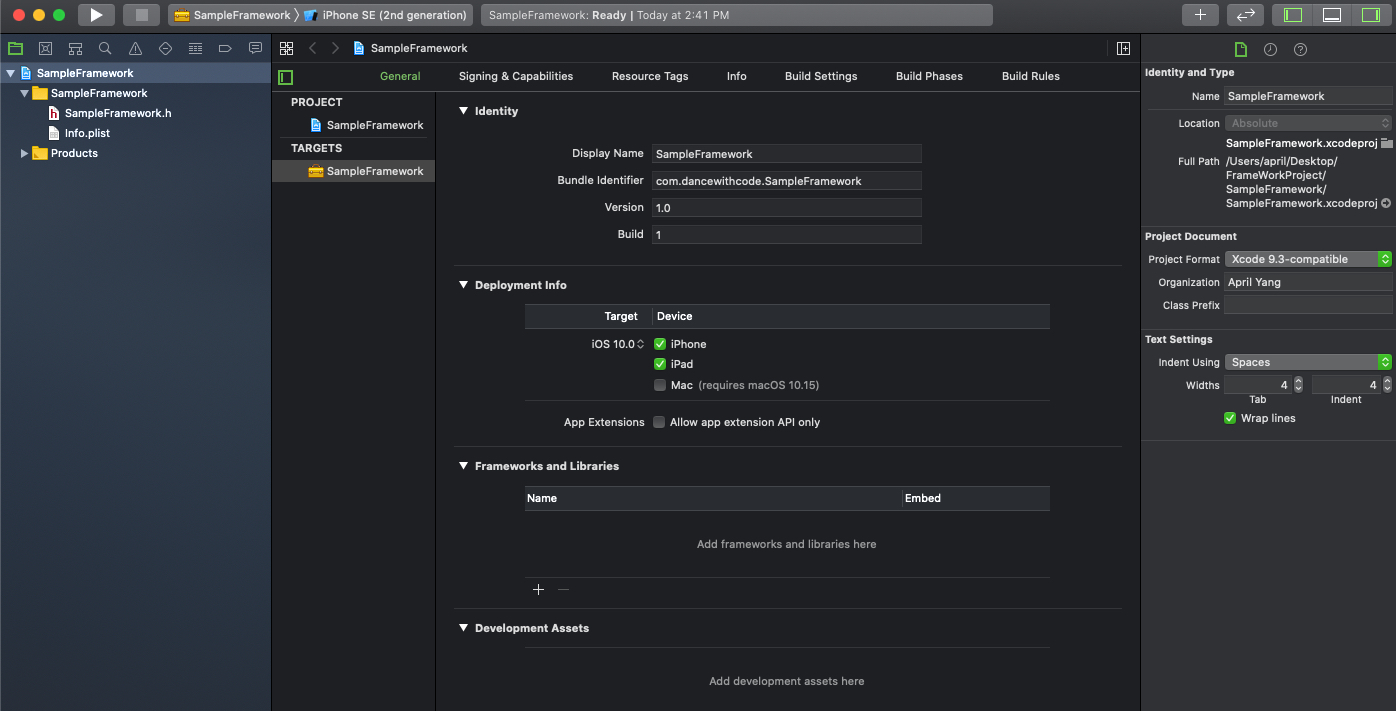 SampleFramework
iPhone SE (2nd generation)
SampleFramework: Ready | Today at 2:41 PM
SampleFramework
SampleFramework
SampleFramework.h
Info.plist
Products
SampleFramework
General
Signing & Capabilities
Resource Tags
Info
Build Settings
Build Phases
Build Rules
PROJECT
SampleFramework
TARGETS
SampleFramework
Identity
Display Name SampleFramework
Bundle Identifier com.dancewithcode.SampleFramework
Version 1.0
Build 1
Deployment Info
Target Device
iOS 10.0 iPhone
iPad
Mac (requires macOS 10.15)
App Extensions Allow app extension API only
Frameworks and Libraries
Name Embed
Add frameworks and libraries here
Development Assets
Add development assets here
Identity and Type
Name SampleFramework
Location Absolute
SampleFramework.xcodeproj
Full Path /Users/april/Desktop/
FrameWorkProject/
SampleFramework/
SampleFramework.xcodeproj
Project Document
Project Format Xcode 9.3-compatible
Organization April Yang
Class Prefix
Text Settings
Indent Using Spaces
Widths 4 4
Tab Indent
Wrap lines